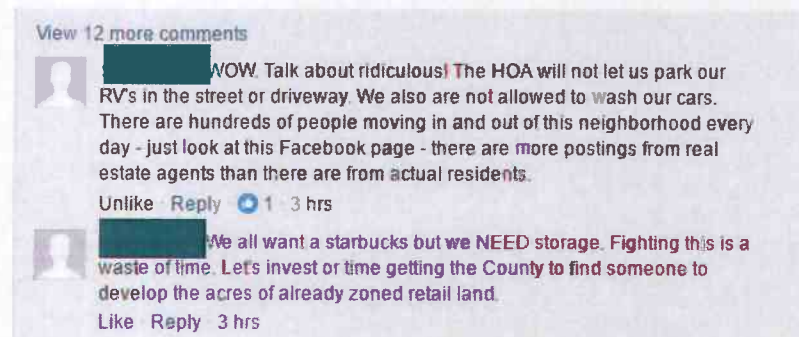 View 12 more comments
WOW. Talk about ridiculous! The HOA will not let us park our
RV's in the street or driveway. We also are not allowed to wash our cars.
There are hundreds of people moving in and out of this neighborhood every
day - just look at this Facebook page - there are more postings from real
estate agents than there are from actual residents.
Unlike · Reply · 1 · 3 hrs
We all want a starbucks but we NEED storage. Fighting this is a
waste of time. Let's invest or time getting the County to find someone to
develop the acres of already zoned retail land.
Like · Reply · 3 hrs